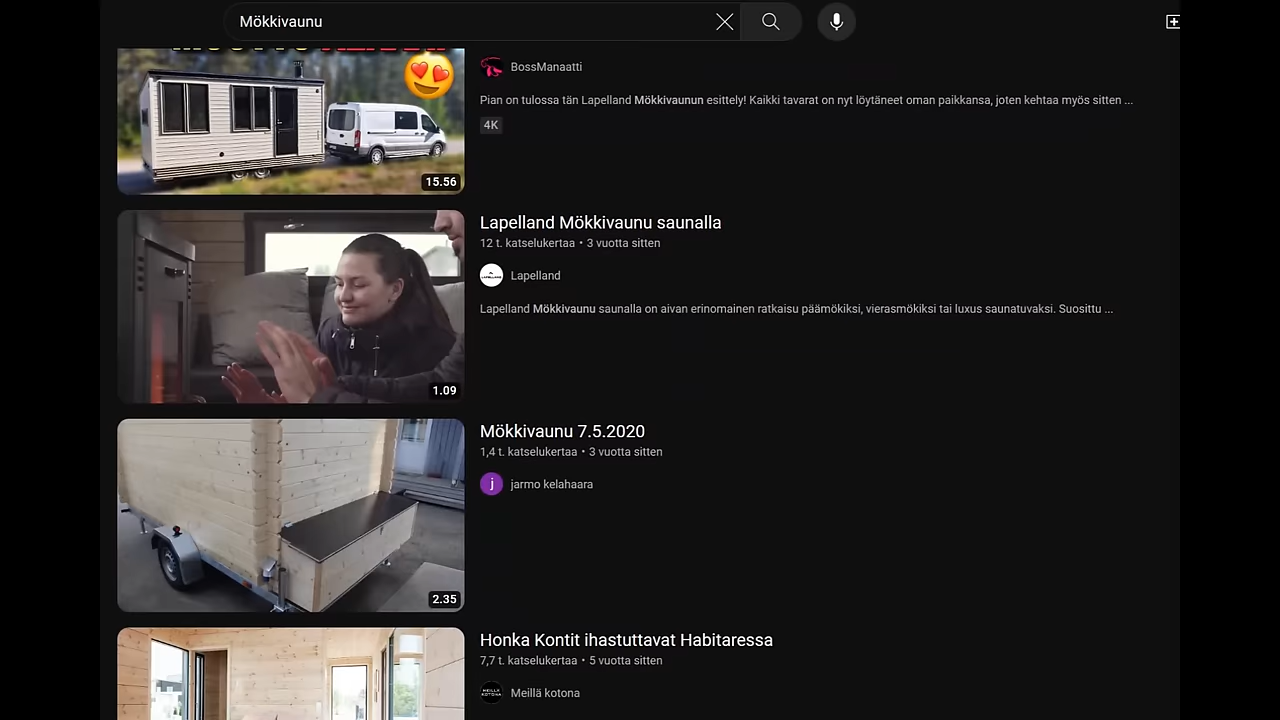 Mökkivaunu
BossManaatti
Pian on tulossa tän Lapelland Mökkivaunun esittely! Kaikki tavarat on nyt löytäneet oman paikkansa, joten kehtaa myös sitten ...
4K
15.56
Lapelland Mökkivaunu saunalla
12 t. katselukertaa • 3 vuotta sitten
Lapelland
Lapelland Mökkivaunu saunalla on aivan erinomainen ratkaisu päämökiksi, vierasmökiksi tai luxus saunatuvaksi. Suosittu ...
1.09
Mökkivaunu 7.5.2020
1,4 t. katselukertaa • 3 vuotta sitten
j
jarmo kelahaara
2.35
Honka Kontit ihastuttavat Habitaressa
7,7 t. katselukertaa • 5 vuotta sitten
Meillä kotona